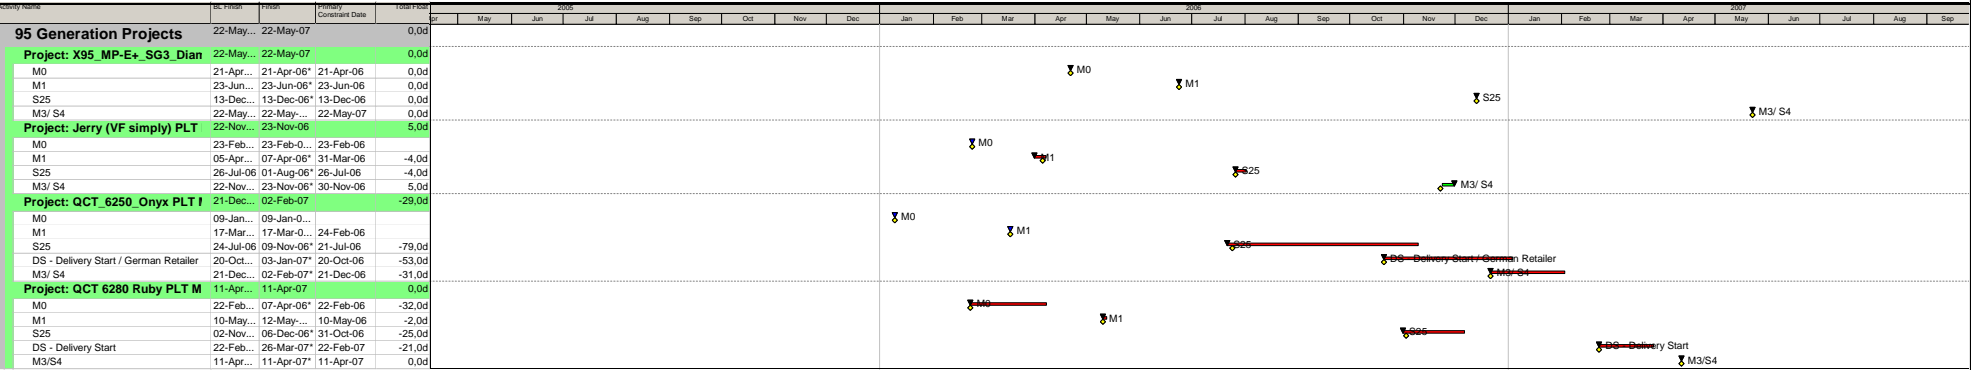 Activity Name BL Finish Finish Primary Constraint Date Total Float
2005 2006 2007
Apr May Jun Jul Aug Sep Oct Nov Dec Jan Feb Mar Apr May Jun Jul Aug Sep Oct Nov Dec Jan Feb Mar Apr May Jun Jul Aug Sep
95 Generation Projects 22-May... 22-May-07 0,0d
Project: X95_MP-E+_SG3_Dian 22-May... 22-May-07 0,0d
M0 21-Apr... 21-Apr-06* 21-Apr-06 0,0d M0
M1 23-Jun... 23-Jun-06* 23-Jun-06 0,0d M1
S25 13-Dec... 13-Dec-06* 13-Dec-06 0,0d S25
M3/ S4 22-May... 22-May-... 22-May-07 0,0d M3/ S4
Project: Jerry (VF simply) PLT 22-Nov... 23-Nov-06 5,0d
M0 23-Feb... 23-Feb-0... 23-Feb-06 M0
M1 05-Apr... 07-Apr-06* 31-Mar-06 -4,0d M1
S25 26-Jul-06 01-Aug-06* 26-Jul-06 -4,0d S25
M3/ S4 22-Nov... 23-Nov-06* 30-Nov-06 5,0d M3/ S4
Project: QCT_6250_Onyx PLT M 21-Dec... 02-Feb-07 -29,0d
M0 09-Jan... 09-Jan-0... M0
M1 17-Mar... 17-Mar-0... 24-Feb-06 M1
S25 24-Jul-06 09-Nov-06* 21-Jul-06 -79,0d S25
DS - Delivery Start / German Retailer 20-Oct... 03-Jan-07* 20-Oct-06 -53,0d DS - Delivery Start / German Retailer
M3/ S4 21-Dec... 02-Feb-07* 21-Dec-06 -31,0d M3/ S4
Project: QCT 6280 Ruby PLT M 11-Apr... 11-Apr-07 0,0d
M0 22-Feb... 07-Apr-06* 22-Feb-06 -32,0d M0
M1 10-May... 12-May-... 10-May-06 -2,0d M1
S25 02-Nov... 06-Dec-06* 31-Oct-06 -25,0d S25
DS - Delivery Start 22-Feb... 26-Mar-07* 22-Feb-07 -21,0d DS - Delivery Start
M3/S4 11-Apr... 11-Apr-07* 11-Apr-07 0,0d M3/S4